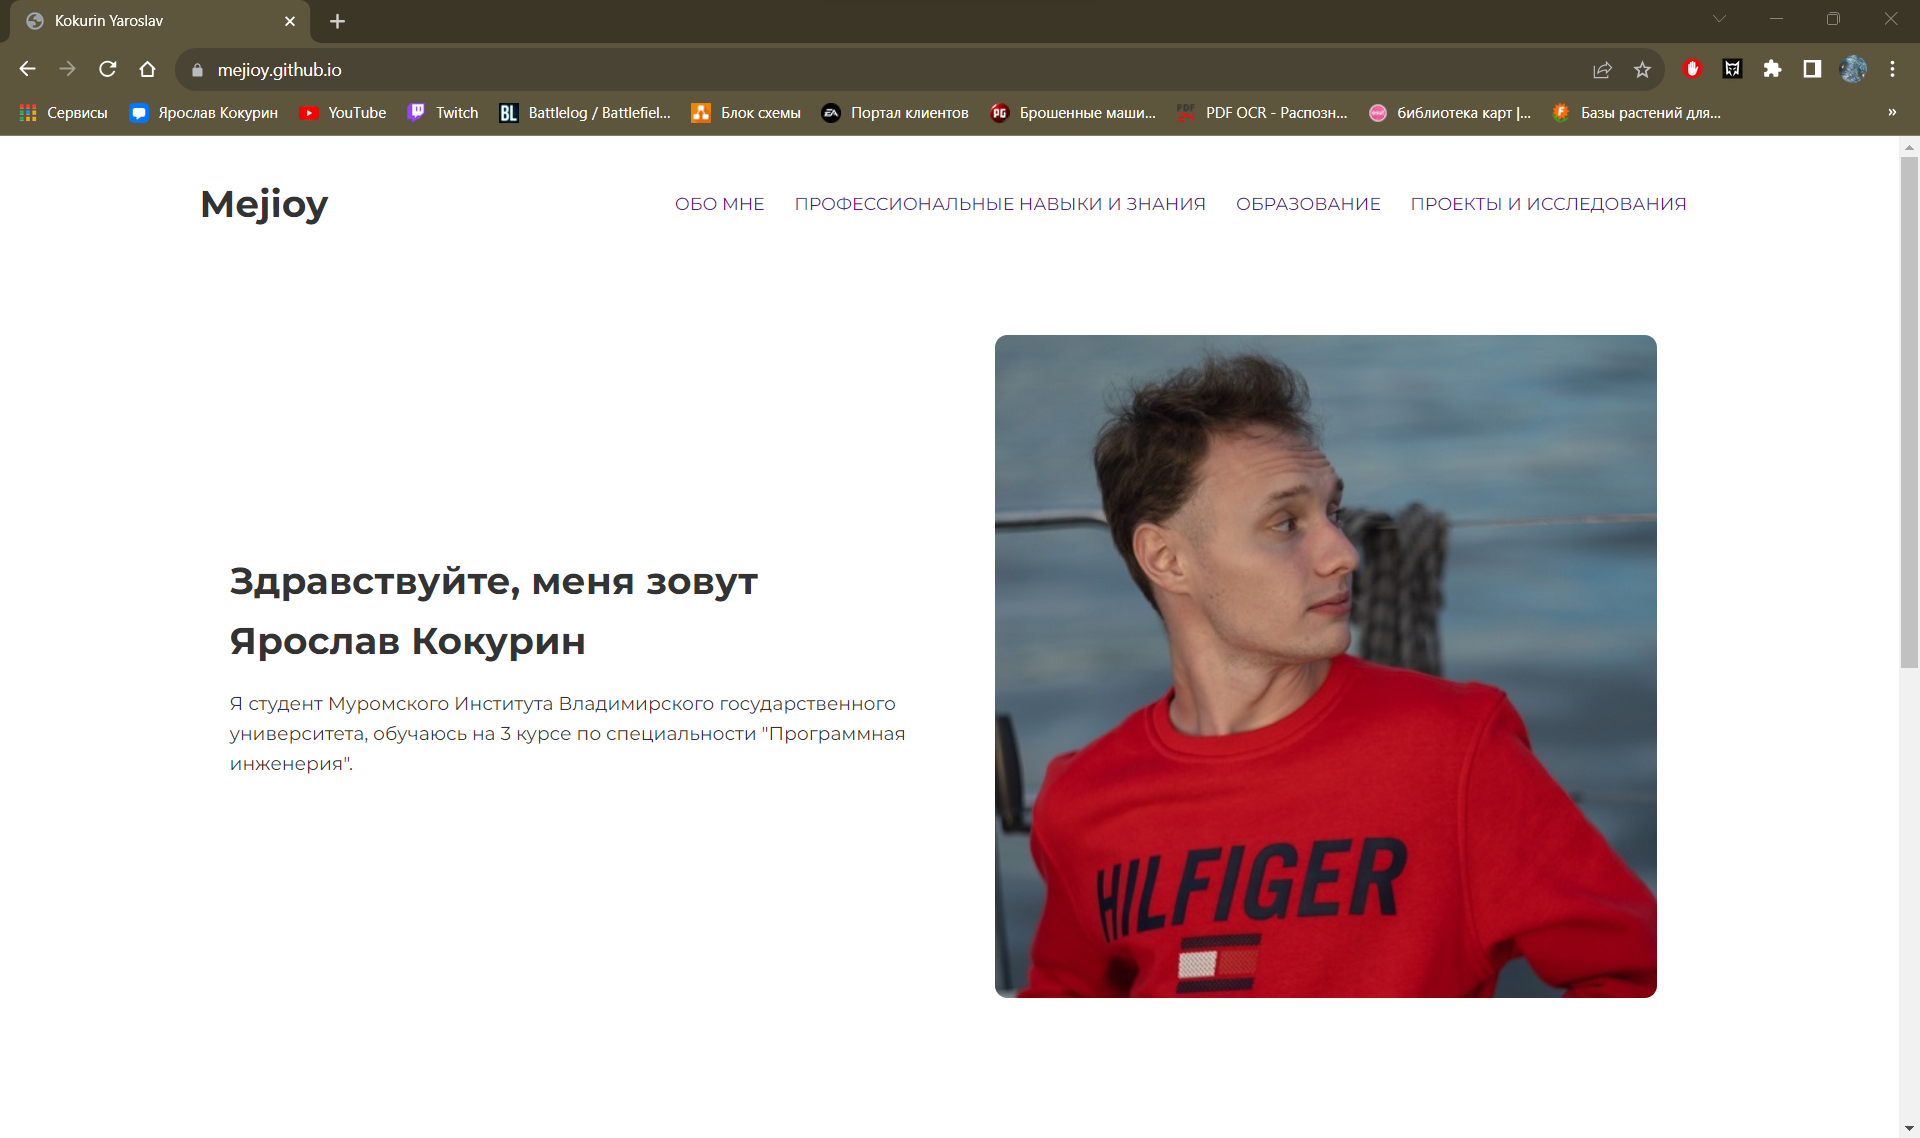 Kokurin Yaroslav
mejioy.github.io
Сервисы Ярослав Кокурин YouTube Twitch Battlelog / Battlefiel... Блок схемы Портал клиентов Брошенные маши... PDF OCR - Распозн... библиотека карт |... Базы растений для... »
Mejioy
ОБО МНЕ ПРОФЕССИОНАЛЬНЫЕ НАВЫКИ И ЗНАНИЯ ОБРАЗОВАНИЕ ПРОЕКТЫ И ИССЛЕДОВАНИЯ
Здравствуйте, меня зовут
Ярослав Кокурин
Я студент Муромского Института Владимирского государственного
университета, обучаюсь на 3 курсе по специальности "Программная
инженерия".
HILFIGER